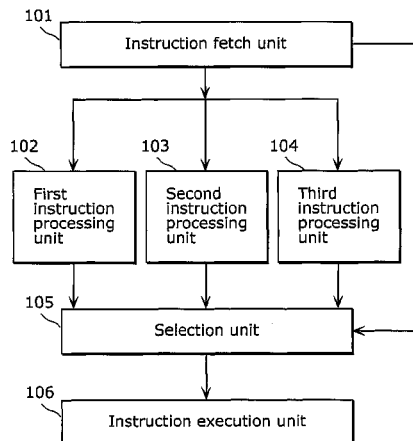 101
Instruction fetch unit
102
103
104
First
instruction
processing
unit
Second
instruction
processing
unit
Third
instruction
processing
unit
105
Selection unit
106
Instruction execution unit